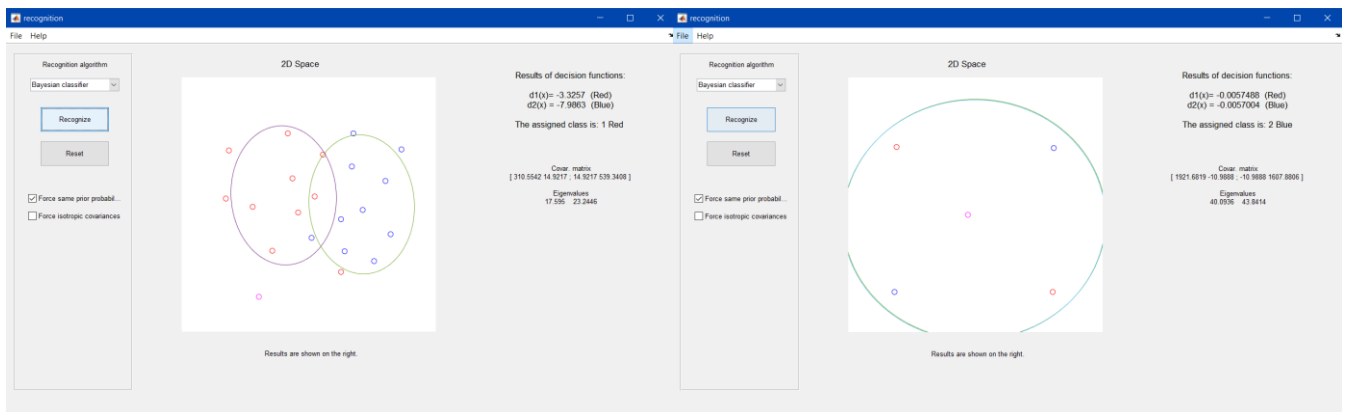 recognition
File Help
Recognition algorithm
Bayesian classifier
Recognize
Reset
Force same prior probabil...
Force isotropic covariances
2D Space
Results are shown on the right.
Results of decision functions:
d1(x)= -3.3257 (Red)
d2(x) = -7.9863 (Blue)
The assigned class is: 1 Red
Covar. matrix
[ 310.5542 14.9217 ; 14.9217 539.3408 ]
Eigenvalues
17.595 23.2446
recognition
File Help
Recognition algorithm
Bayesian classifier
Recognize
Reset
Force same prior probabil...
Force isotropic covariances
2D Space
Results are shown on the right.
Results of decision functions:
d1(x)= -0.0057488 (Red)
d2(x) = -0.0057004 (Blue)
The assigned class is: 2 Blue
Covar. matrix
[ 1921.6819 -10.9888 ; -10.9888 1607.8806 ]
Eigenvalues
40.0936 43.8414